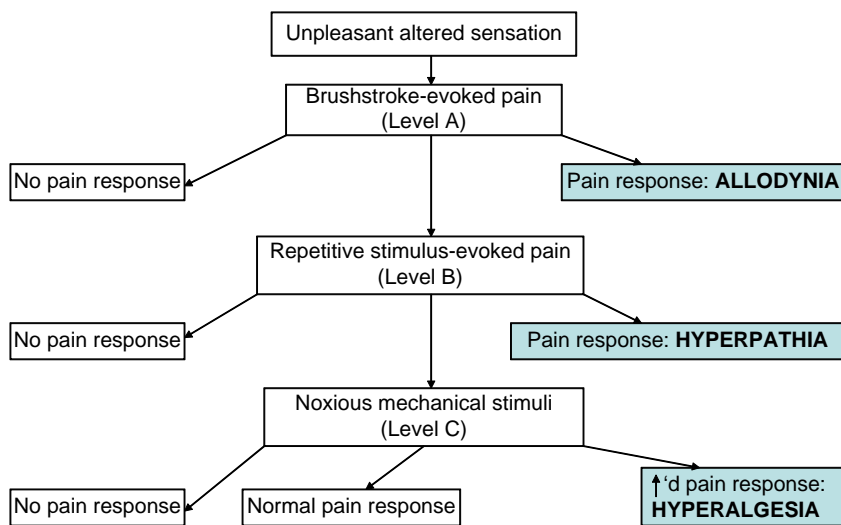 Unpleasant altered sensation
Brushstroke-evoked pain
(Level A)
No pain response
Pain response: ALLODYNIA
Repetitive stimulus-evoked pain
(Level B)
No pain response
Pain response: HYPERPATHIA
Noxious mechanical stimuli
(Level C)
No pain response
Normal pain response
↑‘d pain response:
HYPERALGESIA